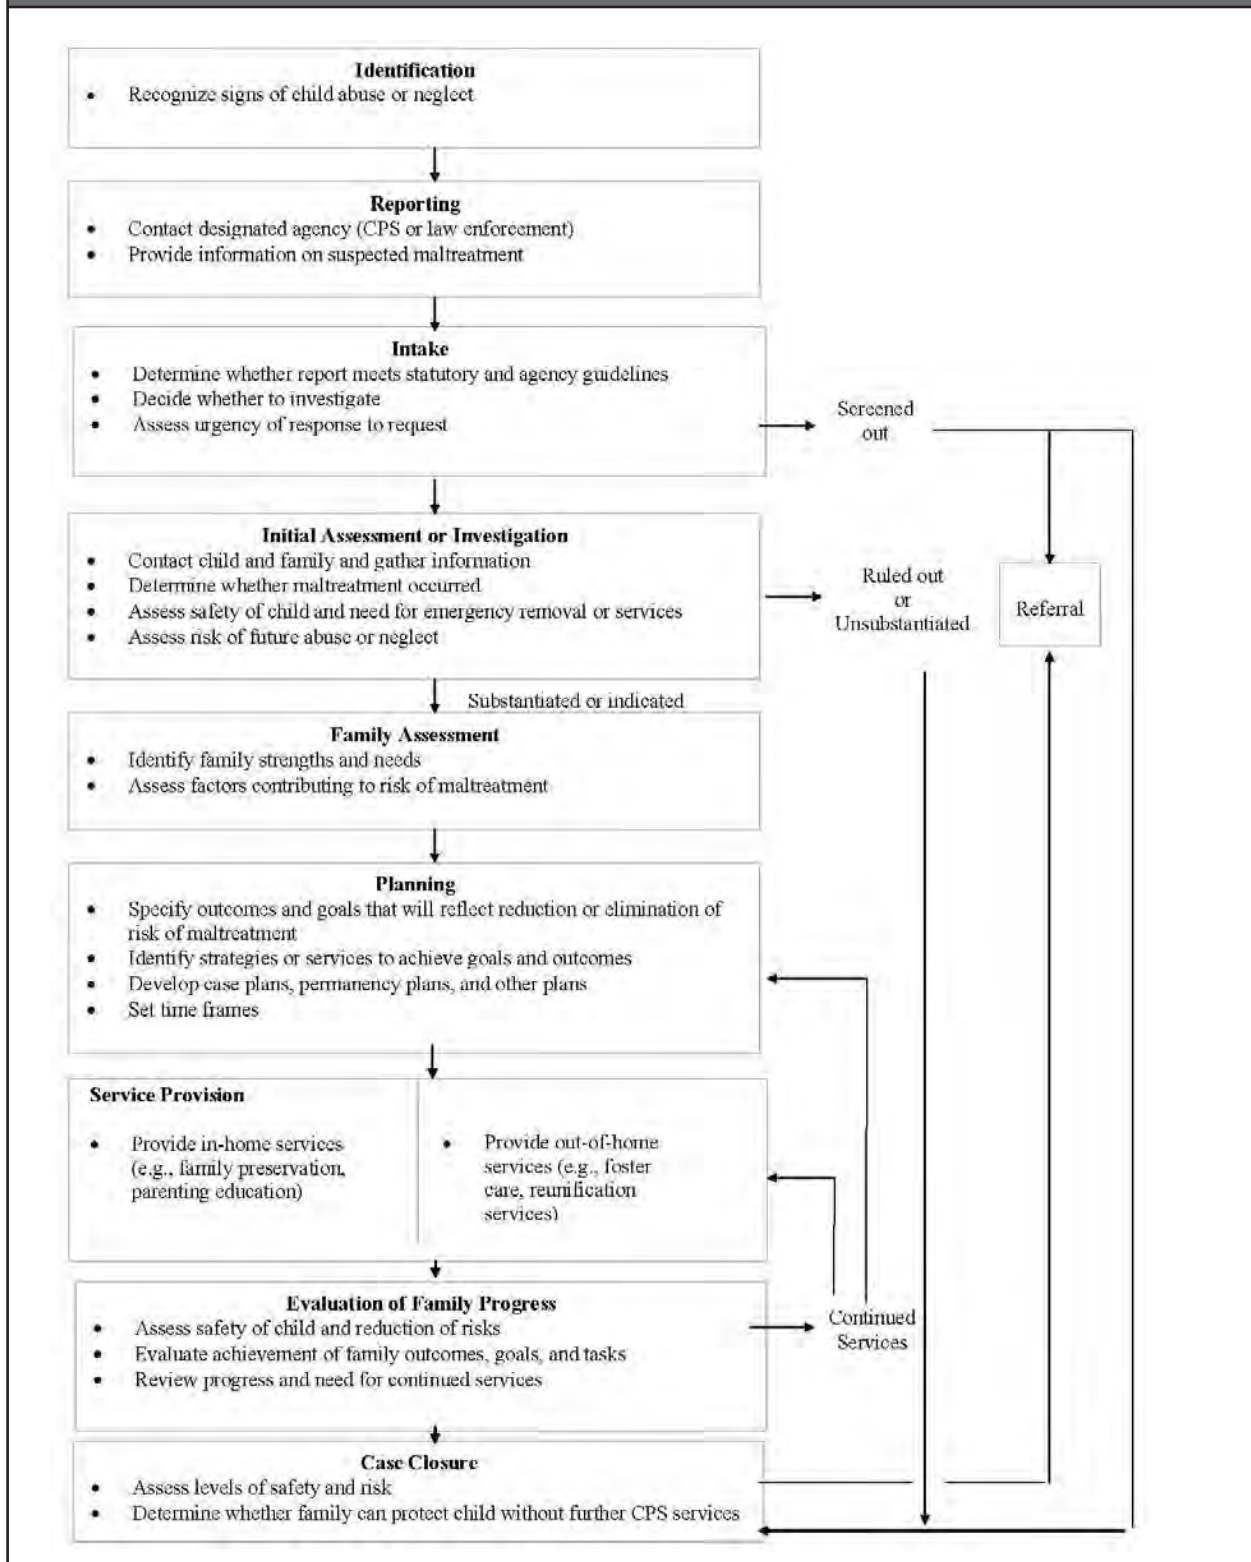 Identification
• Recognize signs of child abuse or neglect
Reporting
• Contact designated agency (CPS or law enforcement)
• Provide information on suspected maltreatment
Intake
• Determine whether report meets statutory and agency guidelines
• Decide whether to investigate
• Assess urgency of response to request
Screened
out
Initial Assessment or Investigation
• Contact child and family and gather information
• Determine whether maltreatment occurred
• Assess safety of child and need for emergency removal or services
• Assess risk of future abuse or neglect
Ruled out
or
Unsubstantiated
Referral
Substantiated or indicated
Family Assessment
• Identify family strengths and needs
• Assess factors contributing to risk of maltreatment
Planning
• Specify outcomes and goals that will reflect reduction or elimination of
risk of maltreatment
• Identify strategies or services to achieve goals and outcomes
• Develop case plans, permanency plans, and other plans
• Set time frames
Service Provision
• Provide in-home services
(e.g., family preservation,
parenting education)
• Provide out-of-home
services (e.g., foster
care, reunification
services)
Evaluation of Family Progress
• Assess safety of child and reduction of risks
• Evaluate achievement of family outcomes, goals, and tasks
• Review progress and need for continued services
Continued
Services
Case Closure
• Assess levels of safety and risk
• Determine whether family can protect child without further CPS services